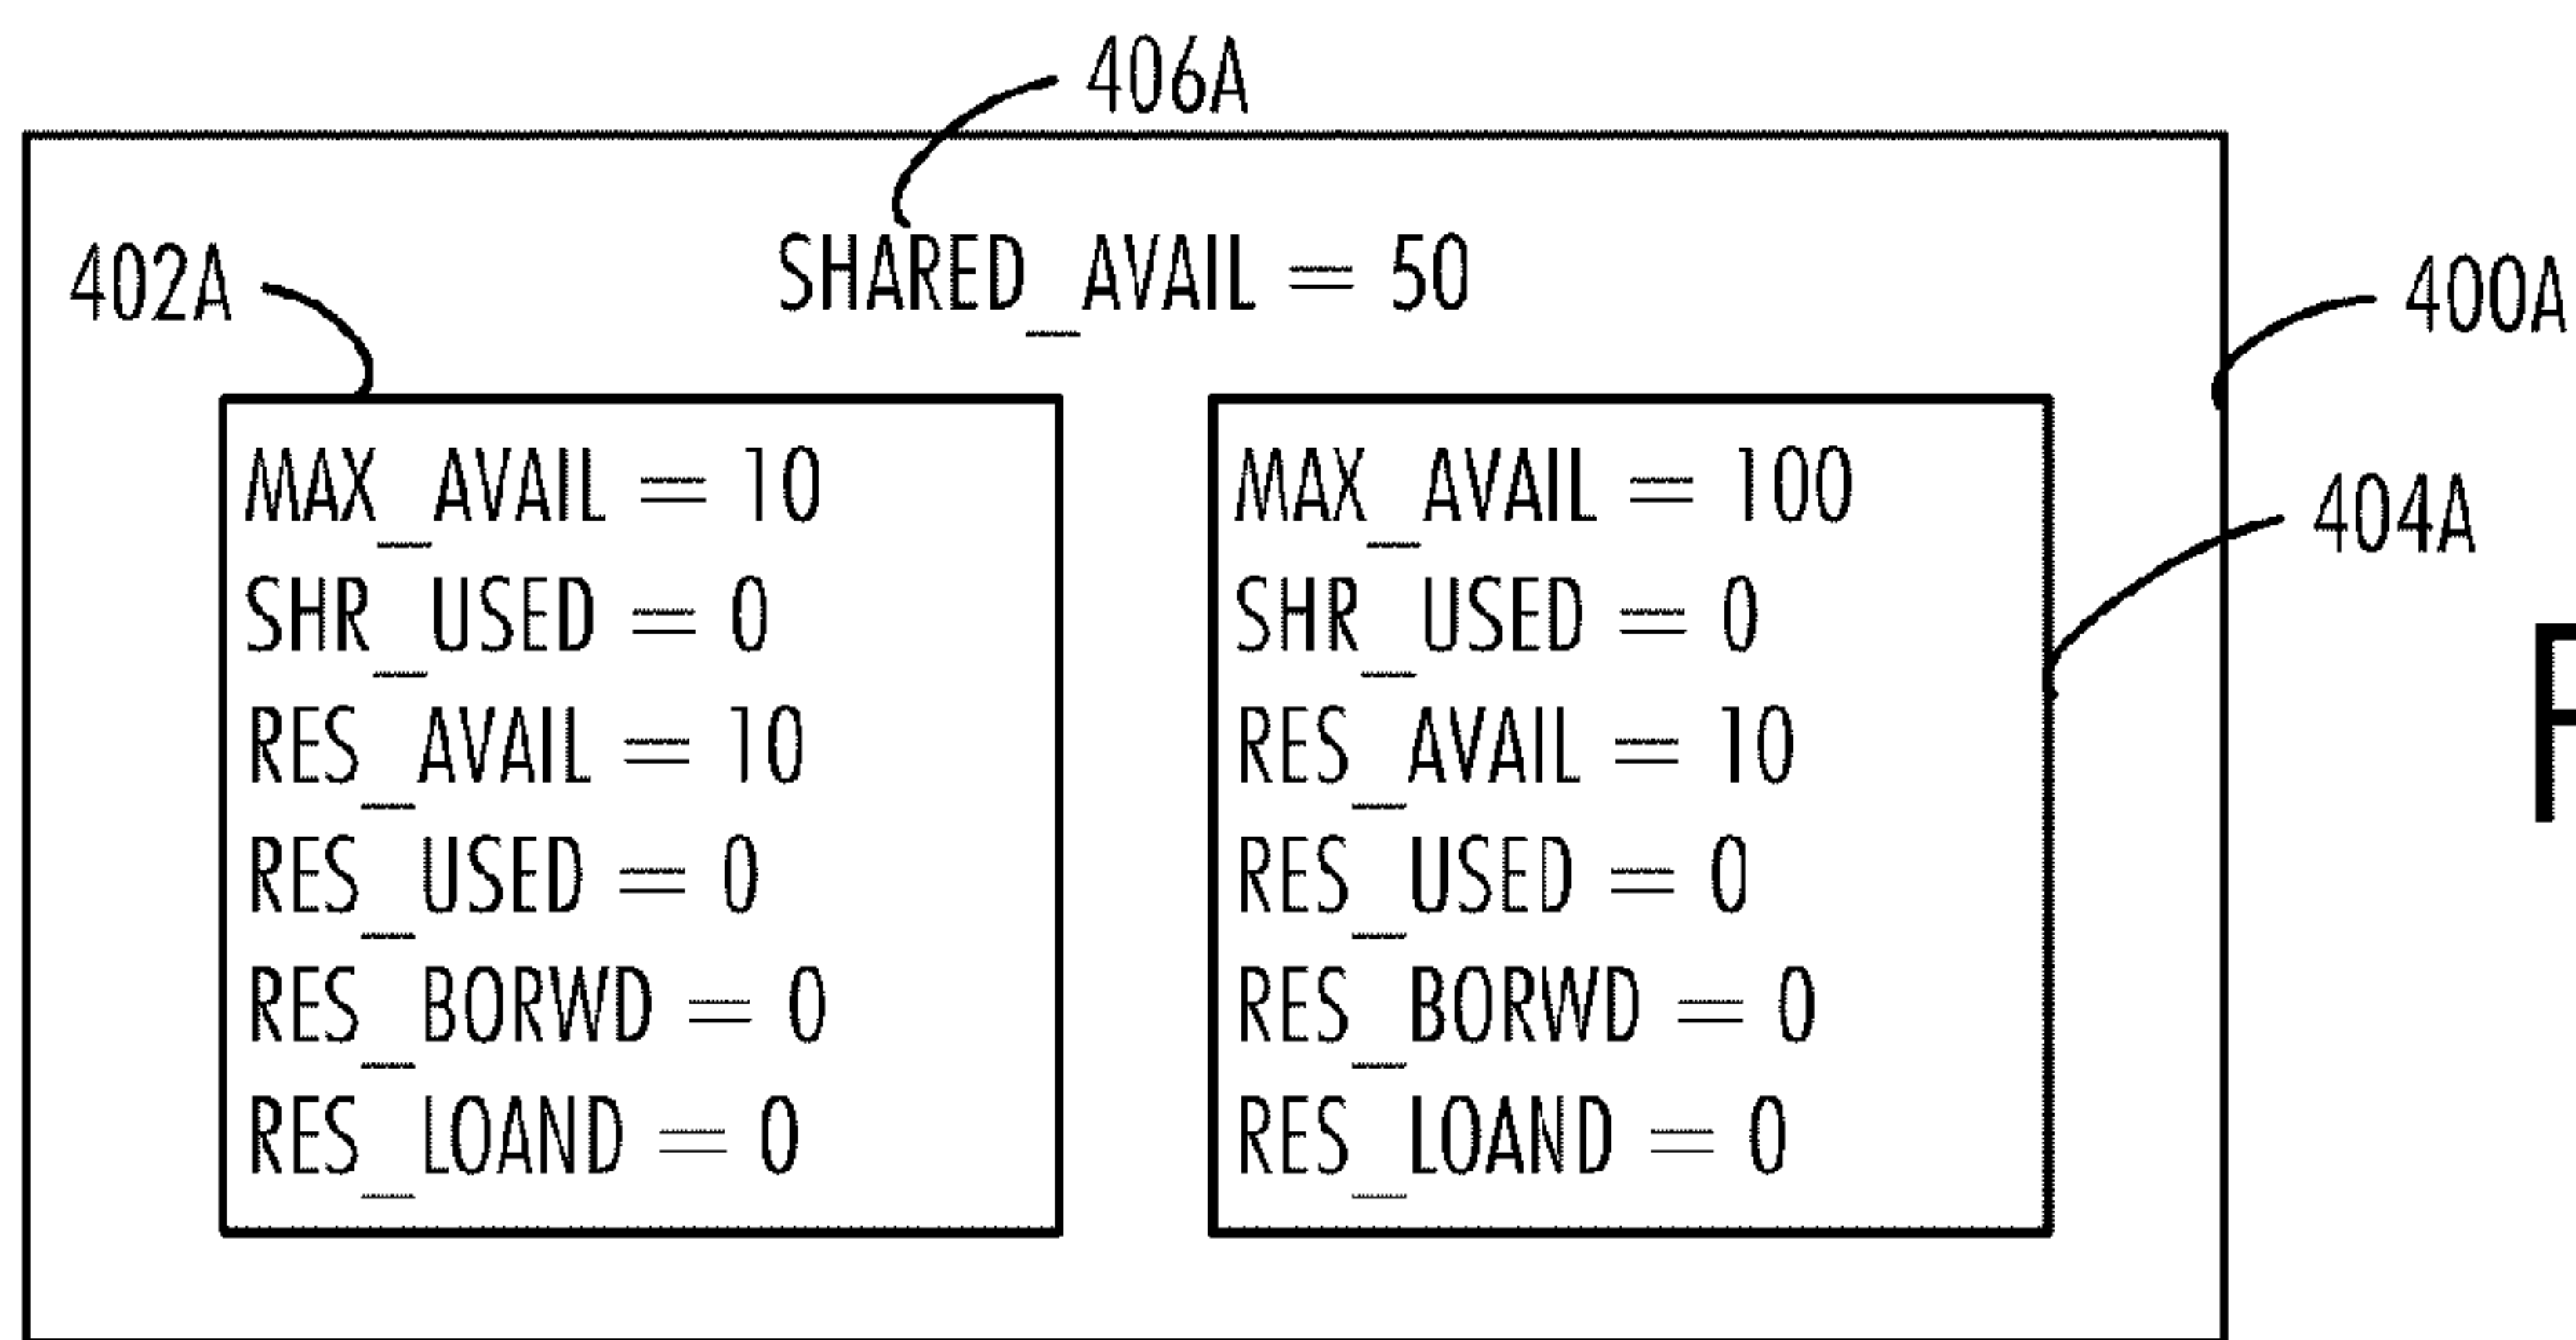 406A
402A
SHARED_AVAIL = 50
400A
MAX_AVAIL = 10
SHR_USED = 0
RES_AVAIL = 10
RES_USED = 0
RES_BORWD = 0
RES_LOAND = 0
MAX_AVAIL = 100
SHR_USED = 0
RES_AVAIL = 10
RES_USED = 0
RES_BORWD = 0
RES_LOAND = 0
404A